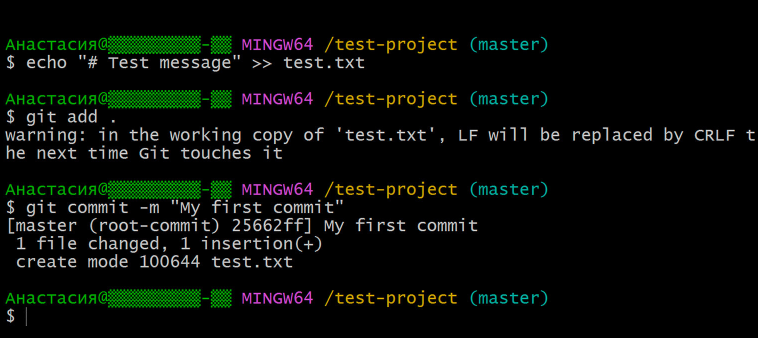 Анастасия@▒▒▒▒▒▒▒▒▒-▒▒ MINGW64 /test-project (master)
$ echo "# Test message" >> test.txt
Анастасия@▒▒▒▒▒▒▒▒▒-▒▒ MINGW64 /test-project (master)
$ git add .
warning: in the working copy of 'test.txt', LF will be replaced by CRLF t
he next time Git touches it
Анастасия@▒▒▒▒▒▒▒▒▒-▒▒ MINGW64 /test-project (master)
$ git commit -m "My first commit"
[master (root-commit) 25662ff] My first commit
1 file changed, 1 insertion(+)
create mode 100644 test.txt
Анастасия@▒▒▒▒▒▒▒▒▒-▒▒ MINGW64 /test-project (master)
$